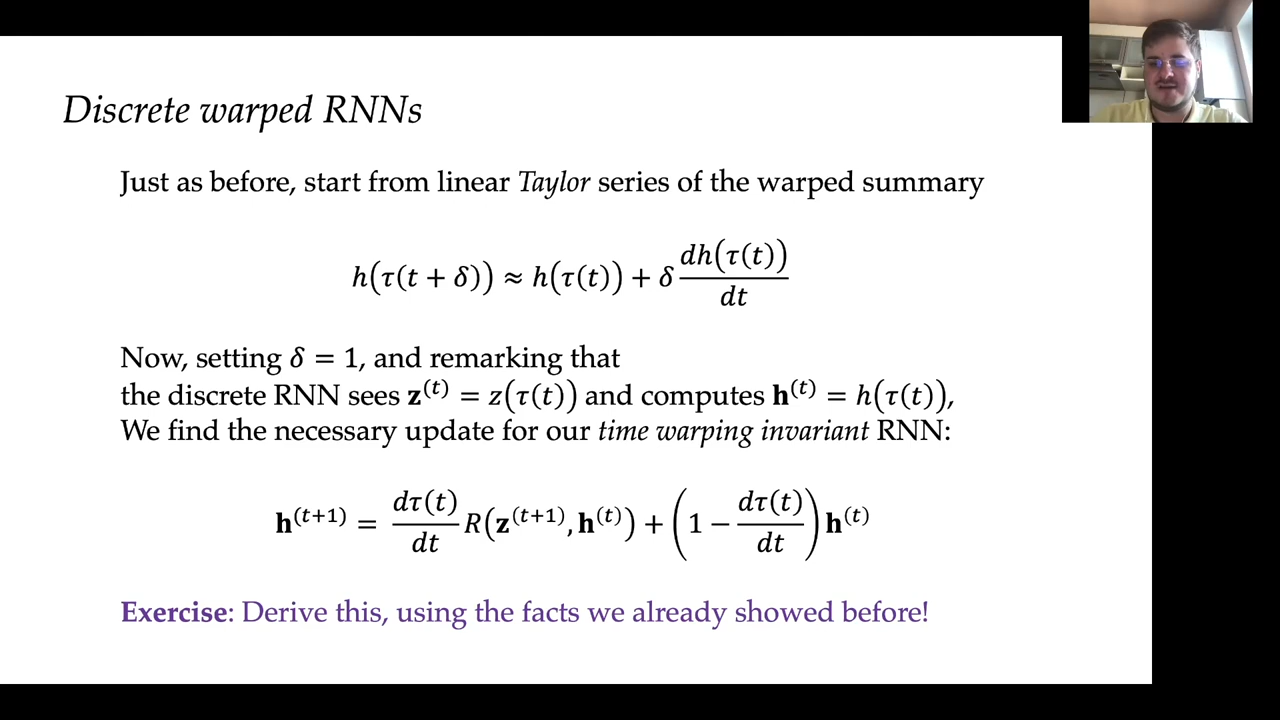 Discrete warped RNNs
Just as before, start from linear Taylor series of the warped summary
h(τ(t + δ)) ≈ h(τ(t)) + δ dh(τ(t))/dt
Now, setting δ = 1, and remarking that
the discrete RNN sees z⁽ᵗ⁾ = z(τ(t)) and computes h⁽ᵗ⁾ = h(τ(t)),
We find the necessary update for our time warping invariant RNN:
h⁽ᵗ⁺¹⁾ = dτ(t)/dt R(z⁽ᵗ⁺¹⁾, h⁽ᵗ⁾) + (1 − dτ(t)/dt) h⁽ᵗ⁾
Exercise: Derive this, using the facts we already showed before!